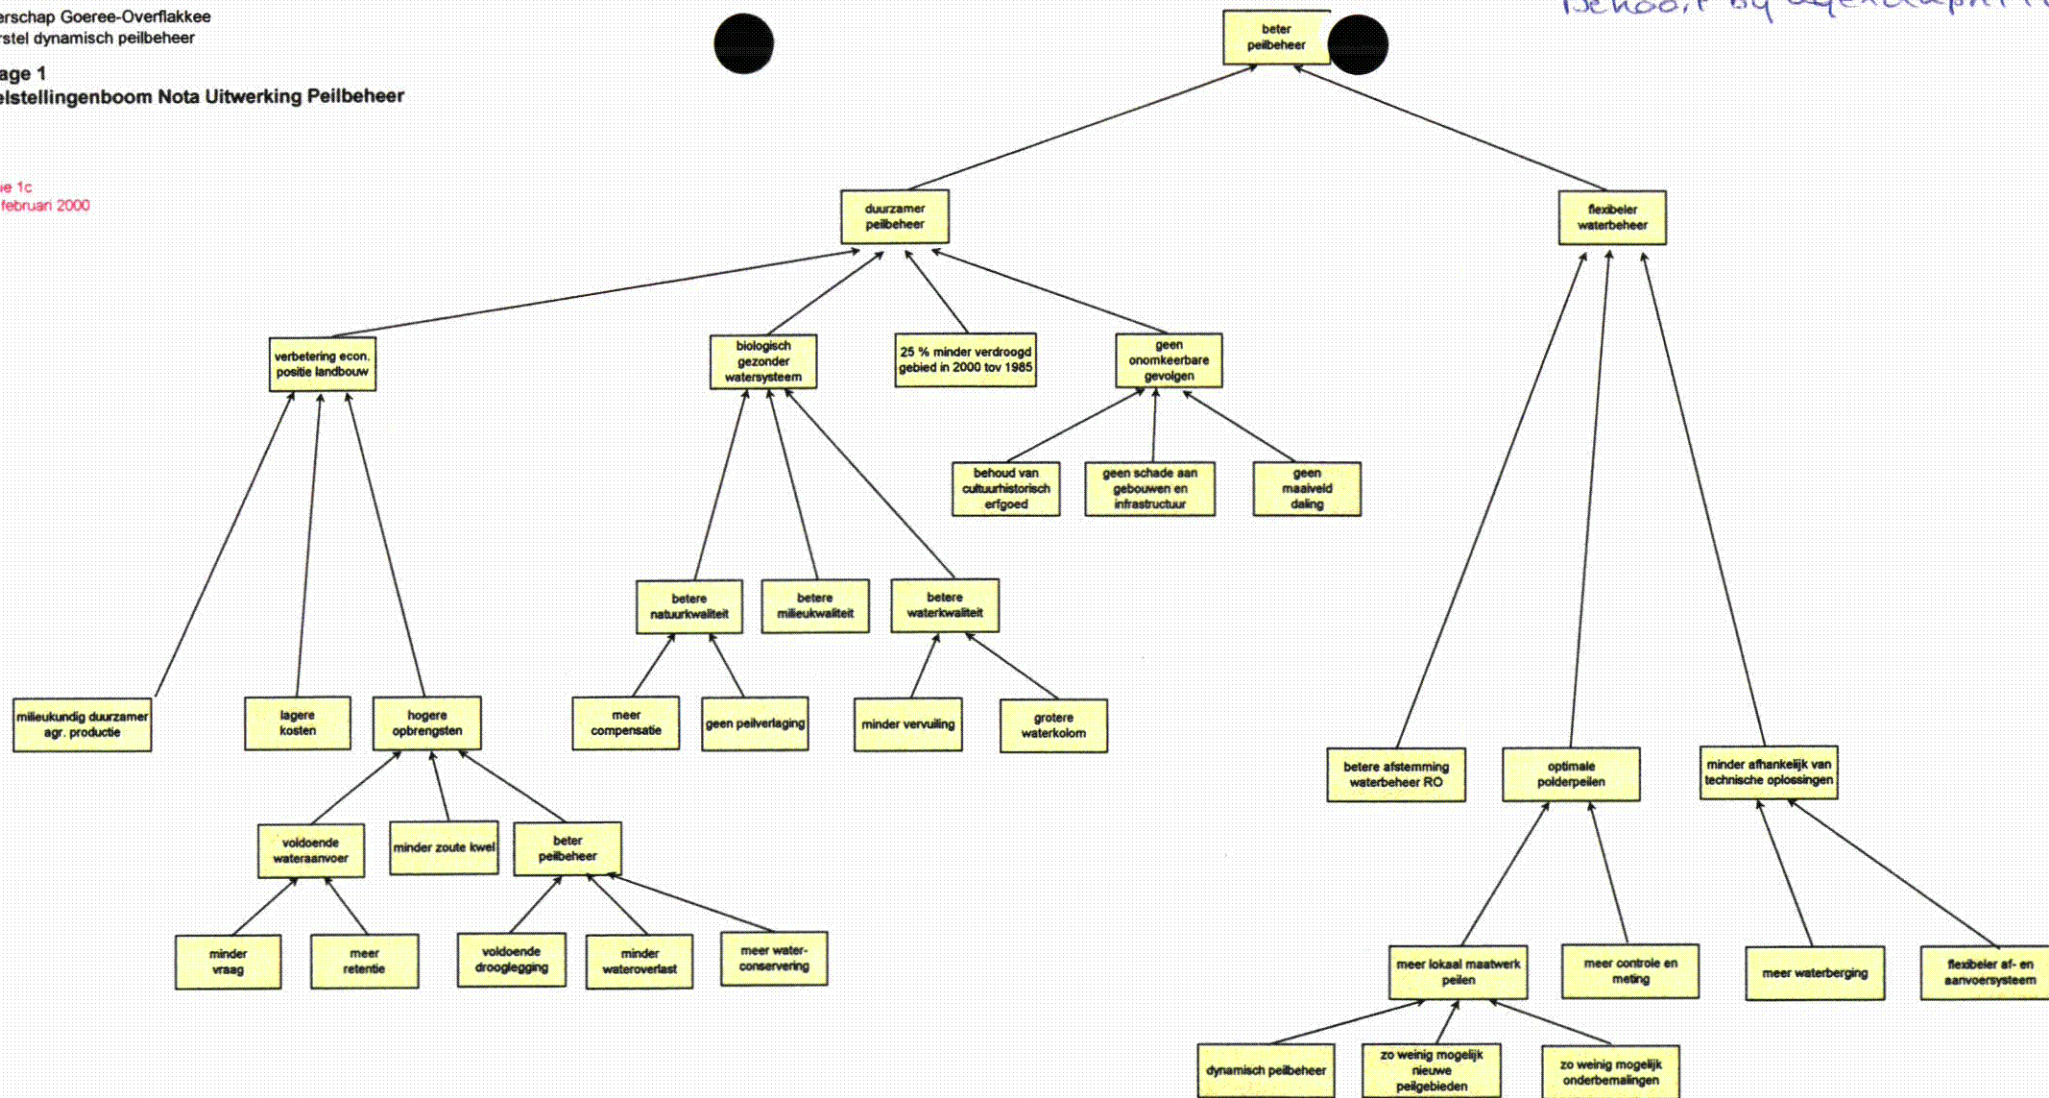 erschap Goeree-Overflakkee
rstel dynamisch peilbeheer
age 1
elstellingenboom Nota Uitwerking Peilbeheer
ie 1c
februari 2000
Behoort bij
beter
peilbeheer
duurzamer
peilbeheer
flexibeler
waterbeheer
verbetering econ.
positie landbouw
biologisch
gezonder
watersysteem
25 % minder verdroogd
gebied in 2000 tov 1985
geen
onomkeerbare
gevolgen
behoud van
cultuurhistorisch
erfgoed
geen schade aan
gebouwen en
infrastructuur
geen
maaiveld
daling
betere
natuurkwaliteit
betere
milieukwaliteit
betere
waterkwaliteit
milieukundig duurzamer
agr. productie
lagere
kosten
hogere
opbrengsten
meer
compensatie
geen peilverlaging
minder vervuiling
grotere
waterkolom
betere afstemming
waterbeheer RO
optimale
polderpeilen
minder afhankelijk van
technische oplossingen
voldoende
wateraanvoer
minder zoute kwel
beter
peilbeheer
minder
vraag
meer
retentie
voldoende
drooglegging
minder
wateroverlast
meer water-
conservering
meer lokaal maatwerk
peilen
meer controle en
meting
meer waterberging
flexibeler af- en
aanvoersysteem
dynamisch peilbeheer
zo weinig mogelijk
nieuwe
peilgebieden
zo weinig mogelijk
onderbemalingen